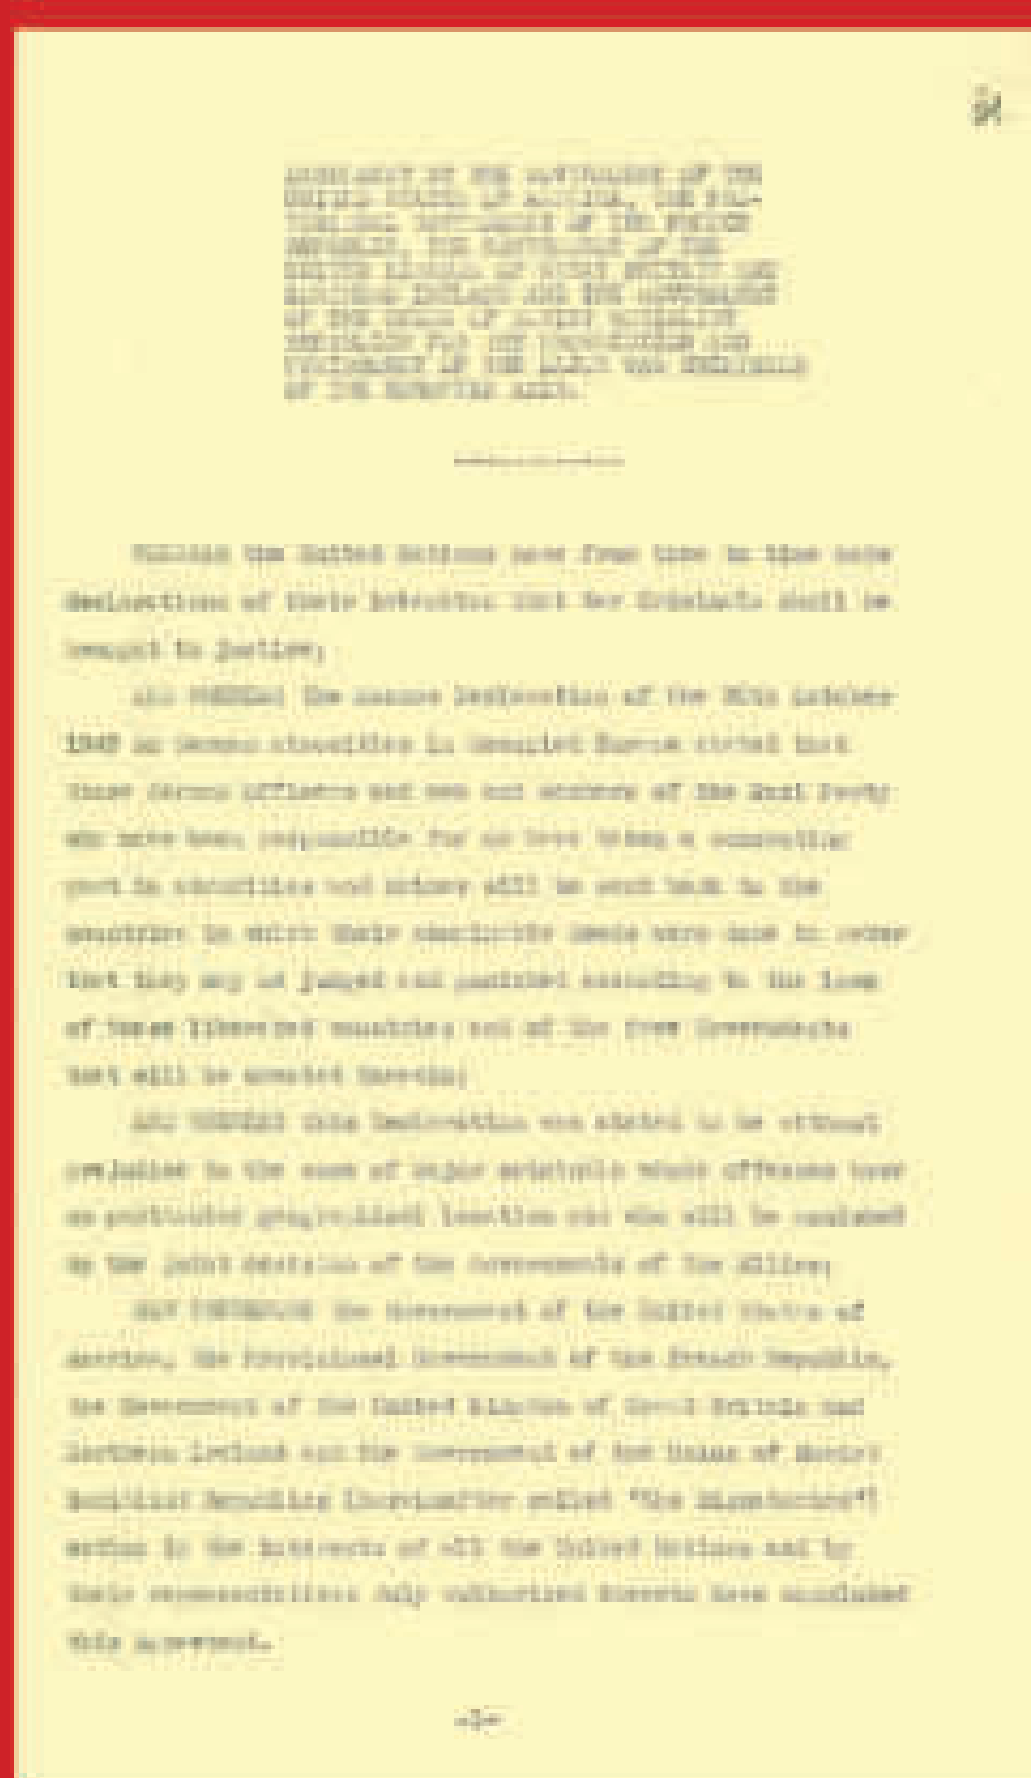 AGREEMENT BY THE GOVERNMENT OF THE
UNITED STATES OF AMERICA, THE PRO-
VISIONAL GOVERNMENT OF THE FRENCH
REPUBLIC, THE GOVERNMENT OF THE
UNITED KINGDOM OF GREAT BRITAIN AND
NORTHERN IRELAND AND THE GOVERNMENT
OF THE UNION OF SOVIET SOCIALIST
REPUBLICS FOR THE PROSECUTION AND
PUNISHMENT OF THE MAJOR WAR CRIMINALS
OF THE EUROPEAN AXIS.
WHEREAS the United Nations have from time to time made
declarations of their intention that War Criminals shall be
brought to justice;
AND WHEREAS the Moscow Declaration of the 30th October
1943 on German atrocities in Occupied Europe stated that
those German Officers and men and members of the Nazi Party
who have been responsible for or have taken a consenting
part in atrocities and crimes will be sent back to the
countries in which their abominable deeds were done in order
that they may be judged and punished according to the laws
of these liberated countries and of the free Governments
that will be created therein;
AND WHEREAS this Declaration was stated to be without
prejudice to the case of major criminals whose offenses have
no particular geographical location and who will be punished
by the joint decision of the Governments of the Allies;
NOW THEREFORE the Government of the United States of
America, the Provisional Government of the French Republic,
the Government of the United Kingdom of Great Britain and
Northern Ireland and the Government of the Union of Soviet
Socialist Republics (hereinafter called "the Signatories")
acting in the interests of all the United Nations and by
their representatives duly authorized thereto have concluded
this Agreement.
-1-